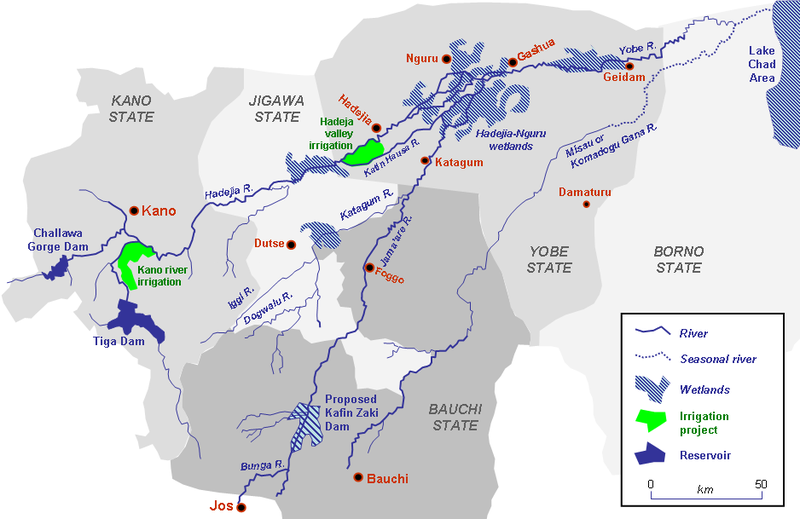 Nguru
Gashua
Yobe R.
Geidam
Lake
Chad
Area
KANO
STATE
JIGAWA
STATE
Hadejia
Hadeja
valley
irrigation
Kafin Hausa R.
Hadejia-Nguru
wetlands
Katagum
Misau or
Komadogu Gana R.
Hadejia R.
Katagum R.
Damaturu
Kano
Challawa
Gorge Dam
Dutse
Jama'are R.
YOBE
STATE
BORNO
STATE
Kano river
irrigation
Foggo
Iggi R.
Dogwalu R.
Tiga Dam
Proposed
Kafin Zaki
Dam
BAUCHI
STATE
Bunga R.
Bauchi
Jos
River
Seasonal river
Wetlands
Irrigation
project
Reservoir
0 50
km